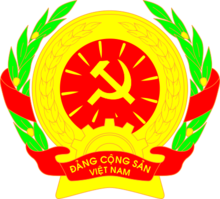 ĐẢNG CỘNG SẢN
VIỆT NAM